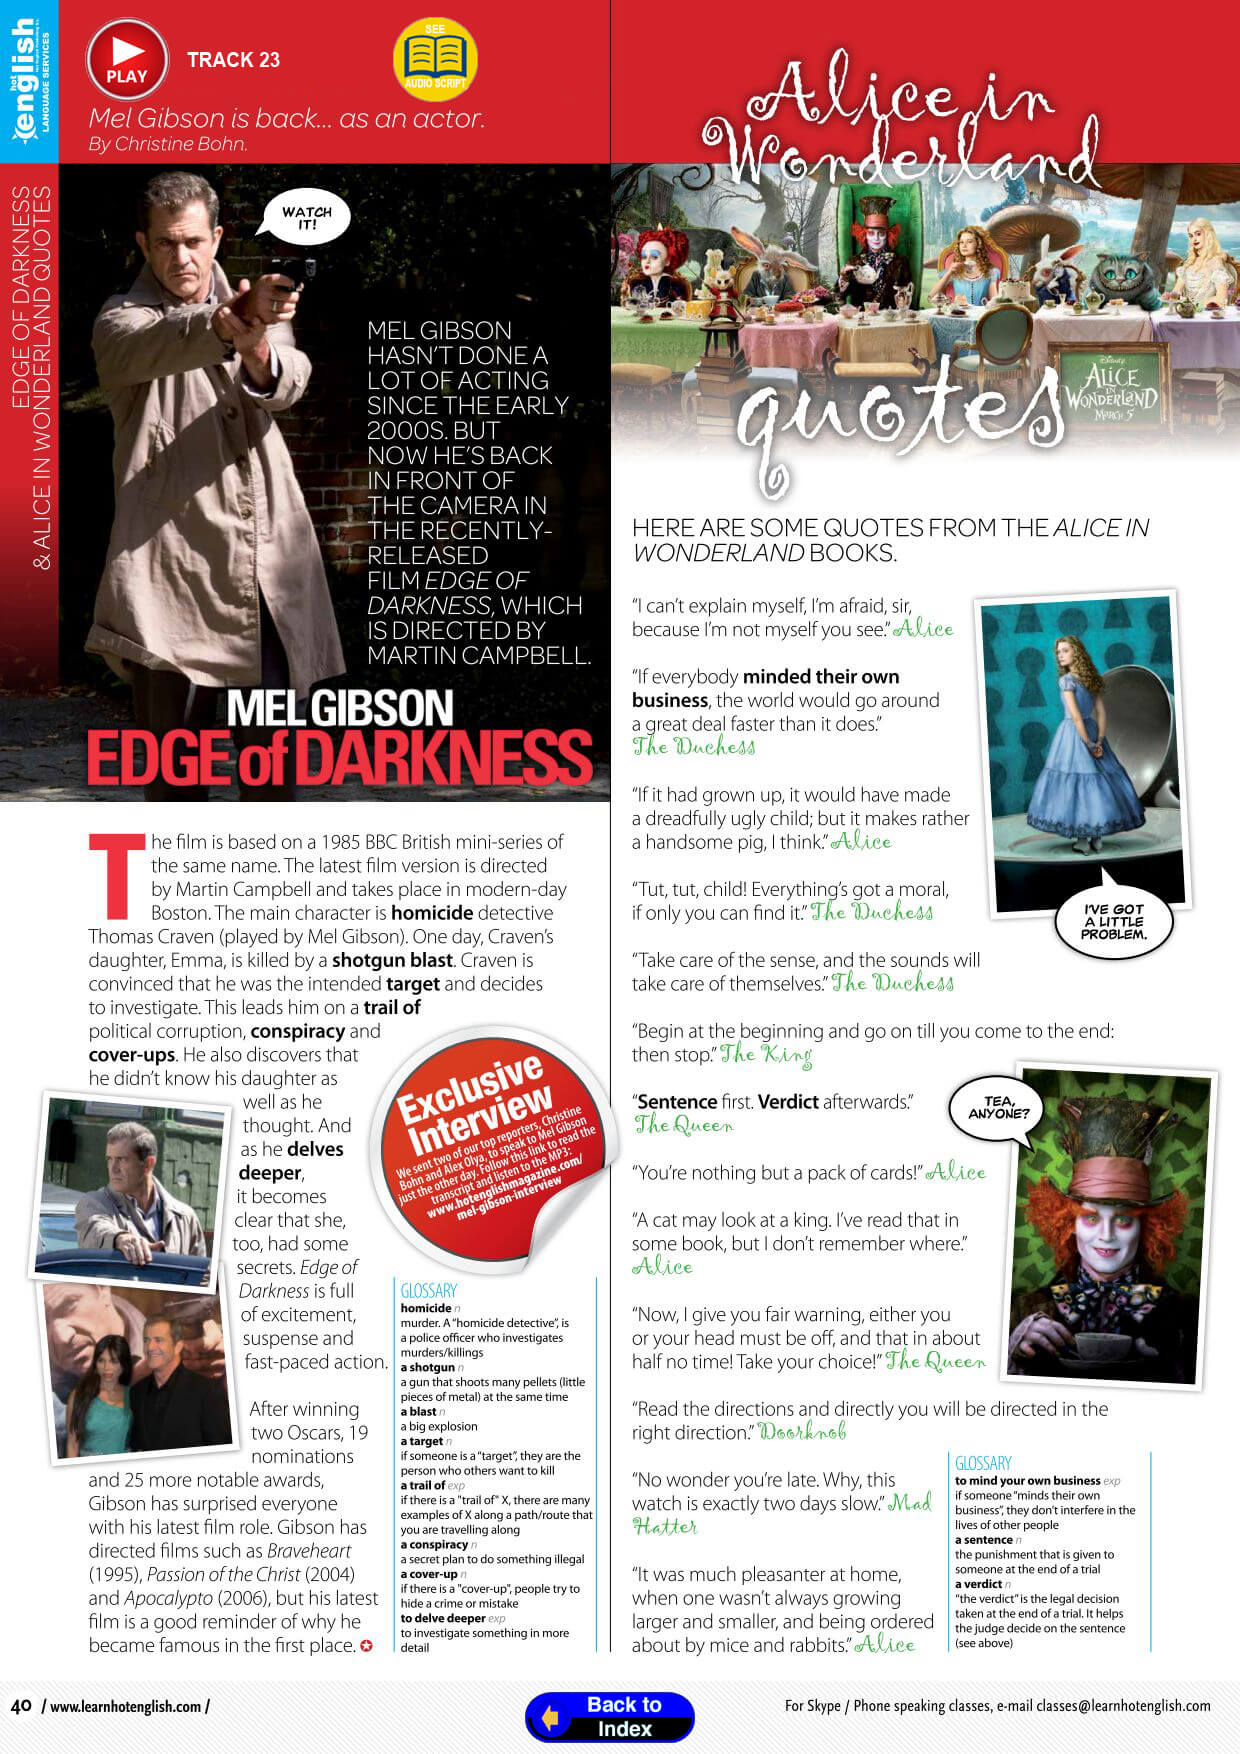 hot
english
LANGUAGE SERVICES
EDGE OF DARKNESS
& ALICE IN WONDERLAND QUOTES
PLAY
TRACK 23
SEE
AUDIO SCRIPT
Mel Gibson is back... as an actor.
By Christine Bohn.
WATCH
IT!
MEL GIBSON
HASN'T DONE A
LOT OF ACTING
SINCE THE EARLY
2000S. BUT
NOW HE'S BACK
IN FRONT OF
THE CAMERA IN
THE RECENTLY-
RELEASED
FILM EDGE OF
DARKNESS, WHICH
IS DIRECTED BY
MARTIN CAMPBELL.
MEL GIBSON
EDGE of DARKNESS
The film is based on a 1985 BBC British mini-series of
the same name. The latest film version is directed
by Martin Campbell and takes place in modern-day
Boston. The main character is homicide detective
Thomas Craven (played by Mel Gibson). One day, Craven's
daughter, Emma, is killed by a shotgun blast. Craven is
convinced that he was the intended target and decides
to investigate. This leads him on a trail of
political corruption, conspiracy and
cover-ups. He also discovers that
he didn't know his daughter as
well as he
thought. And
as he delves
deeper,
it becomes
clear that she,
too, had some
secrets. Edge of
Darkness is full
of excitement,
suspense and
fast-paced action.
After winning
two Oscars, 19
nominations
and 25 more notable awards,
Gibson has surprised everyone
with his latest film role. Gibson has
directed films such as Braveheart
(1995), Passion of the Christ (2004)
and Apocalypto (2006), but his latest
film is a good reminder of why he
became famous in the first place.
Exclusive
Interview
We sent two of our top reporters, Christine
Bohn and Alex Olya, to speak to Mel Gibson
just the other day. Follow this link to read the
transcript and listen to the MP3:
www.hotenglishmagazine.com/
mel-gibson-interview
GLOSSARY
homicide n
murder. A "homicide detective", is
a police officer who investigates
murders/killings
a shotgun n
a gun that shoots many pellets (little
pieces of metal) at the same time
a blast n
a big explosion
a target n
if someone is a "target", they are the
person who others want to kill
a trail of exp
if there is a "trail of" X, there are many
examples of X along a path/route that
you are travelling along
a conspiracy n
a secret plan to do something illegal
a cover-up n
if there is a "cover-up", people try to
hide a crime or mistake
to delve deeper exp
to investigate something in more
detail
Alice in
Wonderland
quotes
DISNEY
ALICE
IN
WONDERLAND
MARCH 5
HERE ARE SOME QUOTES FROM THE ALICE IN
WONDERLAND BOOKS.
"I can't explain myself, I'm afraid, sir,
because I'm not myself you see." Alice
"If everybody minded their own
business, the world would go around
a great deal faster than it does."
The Duchess
"If it had grown up, it would have made
a dreadfully ugly child; but it makes rather
a handsome pig, I think." Alice
"Tut, tut, child! Everything's got a moral,
if only you can find it." The Duchess
"Take care of the sense, and the sounds will
take care of themselves." The Duchess
"Begin at the beginning and go on till you come to the end:
then stop." The King
"Sentence first. Verdict afterwards."
The Queen
"You're nothing but a pack of cards!" Alice
"A cat may look at a king. I've read that in
some book, but I don't remember where."
Alice
"Now, I give you fair warning, either you
or your head must be off, and that in about
half no time! Take your choice!" The Queen
"Read the directions and directly you will be directed in the
right direction." Doorknob
"No wonder you're late. Why, this
watch is exactly two days slow." Mad
Hatter
"It was much pleasanter at home,
when one wasn't always growing
larger and smaller, and being ordered
about by mice and rabbits." Alice
I'VE GOT
A LITTLE
PROBLEM.
TEA,
ANYONE?
GLOSSARY
to mind your own business exp
if someone "minds their own
business", they don't interfere in the
lives of other people
a sentence n
the punishment that is given to
someone at the end of a trial
a verdict n
"the verdict" is the legal decision
taken at the end of a trial. It helps
the judge decide on the sentence
(see above)
40 / www.learnhotenglish.com /
Back to
Index
For Skype / Phone speaking classes, e-mail classes@learnhotenglish.com